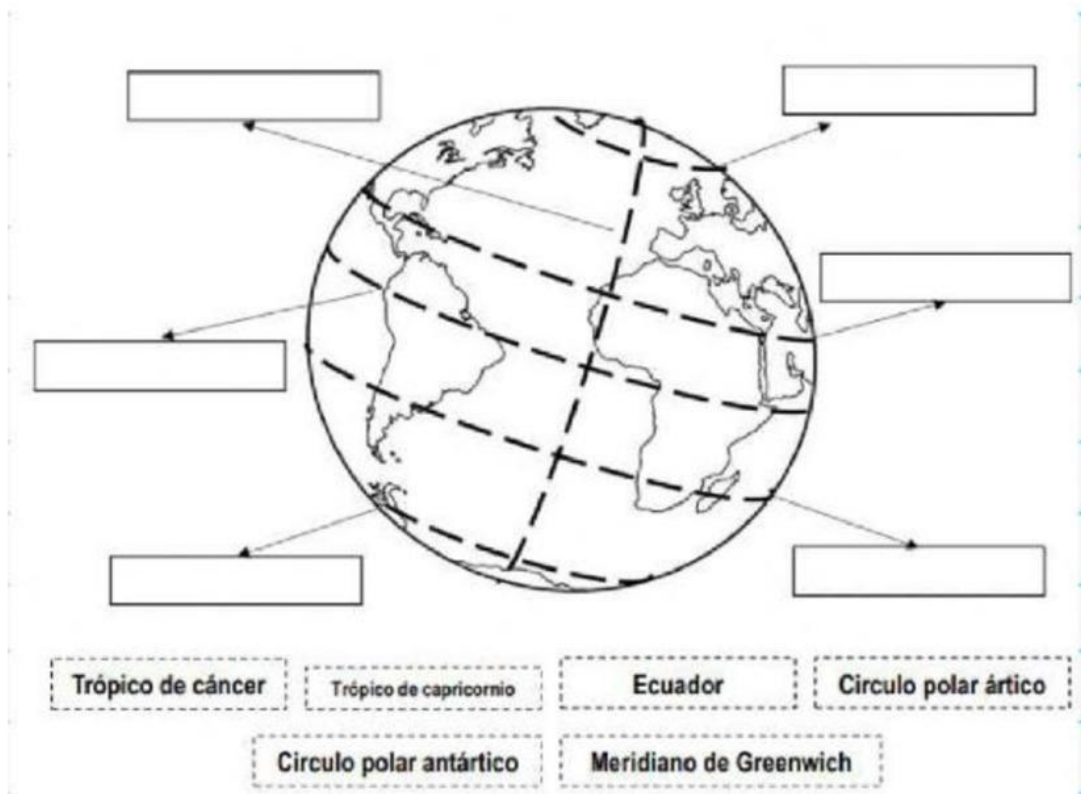 Trópico de cáncer
Trópico de capricornio
Ecuador
Circulo polar ártico
Circulo polar antártico
Meridiano de Greenwich